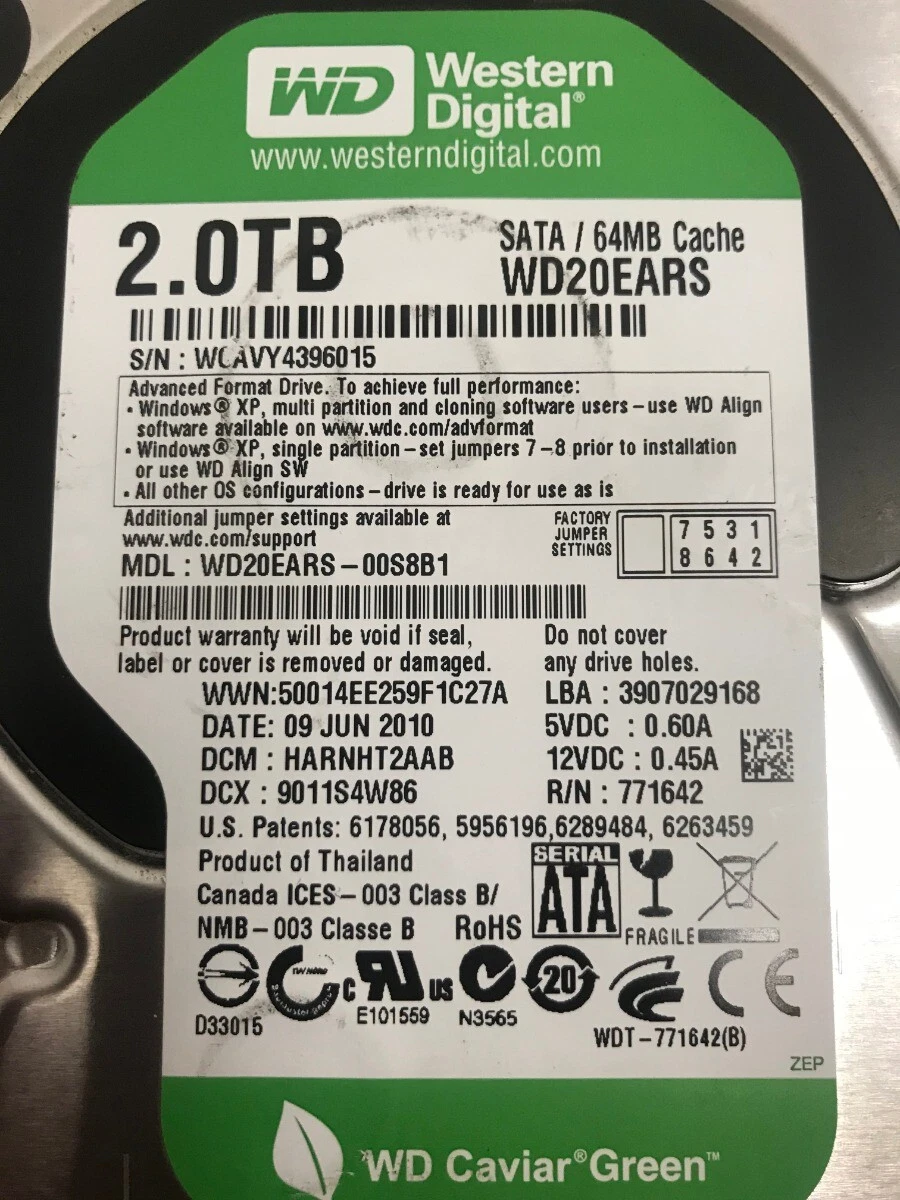 WD Western
Digital®
www.westerndigital.com
2.0TB
SATA / 64MB Cache
WD20EARS
S/N : WCAVY4396015
Advanced Format Drive. To achieve full performance:
• Windows® XP, multi partition and cloning software users – use WD Align
software available on www.wdc.com/advformat
• Windows® XP, single partition – set jumpers 7 – 8 prior to installation
or use WD Align SW
• All other OS configurations – drive is ready for use as is
Additional jumper settings available at
www.wdc.com/support
FACTORY
JUMPER
SETTINGS
7 5 3 1
8 6 4 2
MDL : WD20EARS – 00S8B1
Product warranty will be void if seal,
label or cover is removed or damaged.
Do not cover
any drive holes.
WWN:50014EE259F1C27A LBA : 3907029168
DATE: 09 JUN 2010 5VDC : 0.60A
DCM : HARNHT2AAB 12VDC : 0.45A
DCX : 9011S4W86 R/N : 771642
U.S. Patents: 6178056, 5956196,6289484, 6263459
Product of Thailand
Canada ICES – 003 Class B/
NMB – 003 Classe B RoHS
SERIAL
ATA
FRAGILE
C UR US 20 CE
D33015 E101559 N3565
WDT – 771642(B)
ZEP
WD Caviar® Green™